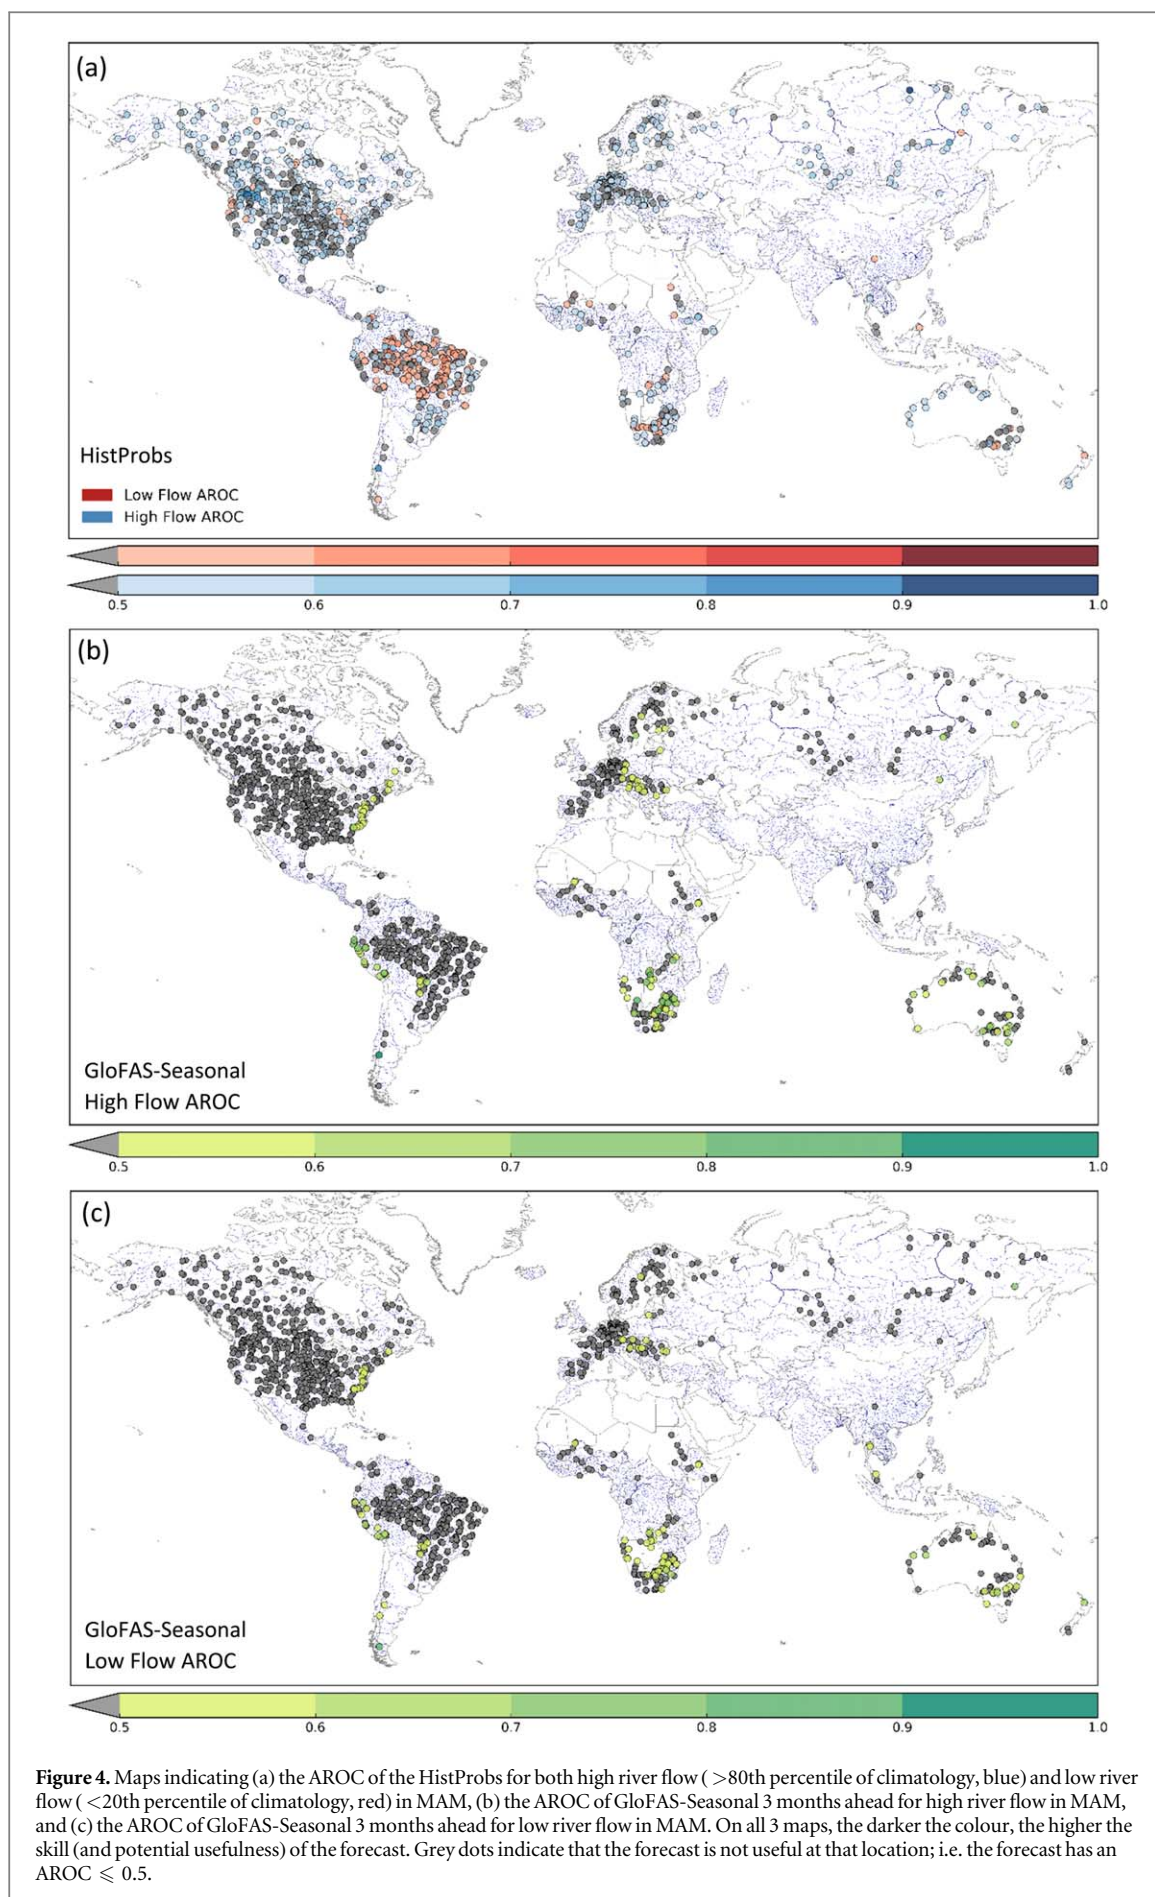 (a)
HistProbs
Low Flow AROC
High Flow AROC
0.5 0.6 0.7 0.8 0.9 1.0
(b)
GloFAS-Seasonal
High Flow AROC
0.5 0.6 0.7 0.8 0.9 1.0
(c)
GloFAS-Seasonal
Low Flow AROC
0.5 0.6 0.7 0.8 0.9 1.0
Figure 4. Maps indicating (a) the AROC of the HistProbs for both high river flow ( >80th percentile of climatology, blue) and low river
flow ( <20th percentile of climatology, red) in MAM, (b) the AROC of GloFAS-Seasonal 3 months ahead for high river flow in MAM,
and (c) the AROC of GloFAS-Seasonal 3 months ahead for low river flow in MAM. On all 3 maps, the darker the colour, the higher the
skill (and potential usefulness) of the forecast. Grey dots indicate that the forecast is not useful at that location; i.e. the forecast has an
AROC ⩽ 0.5.